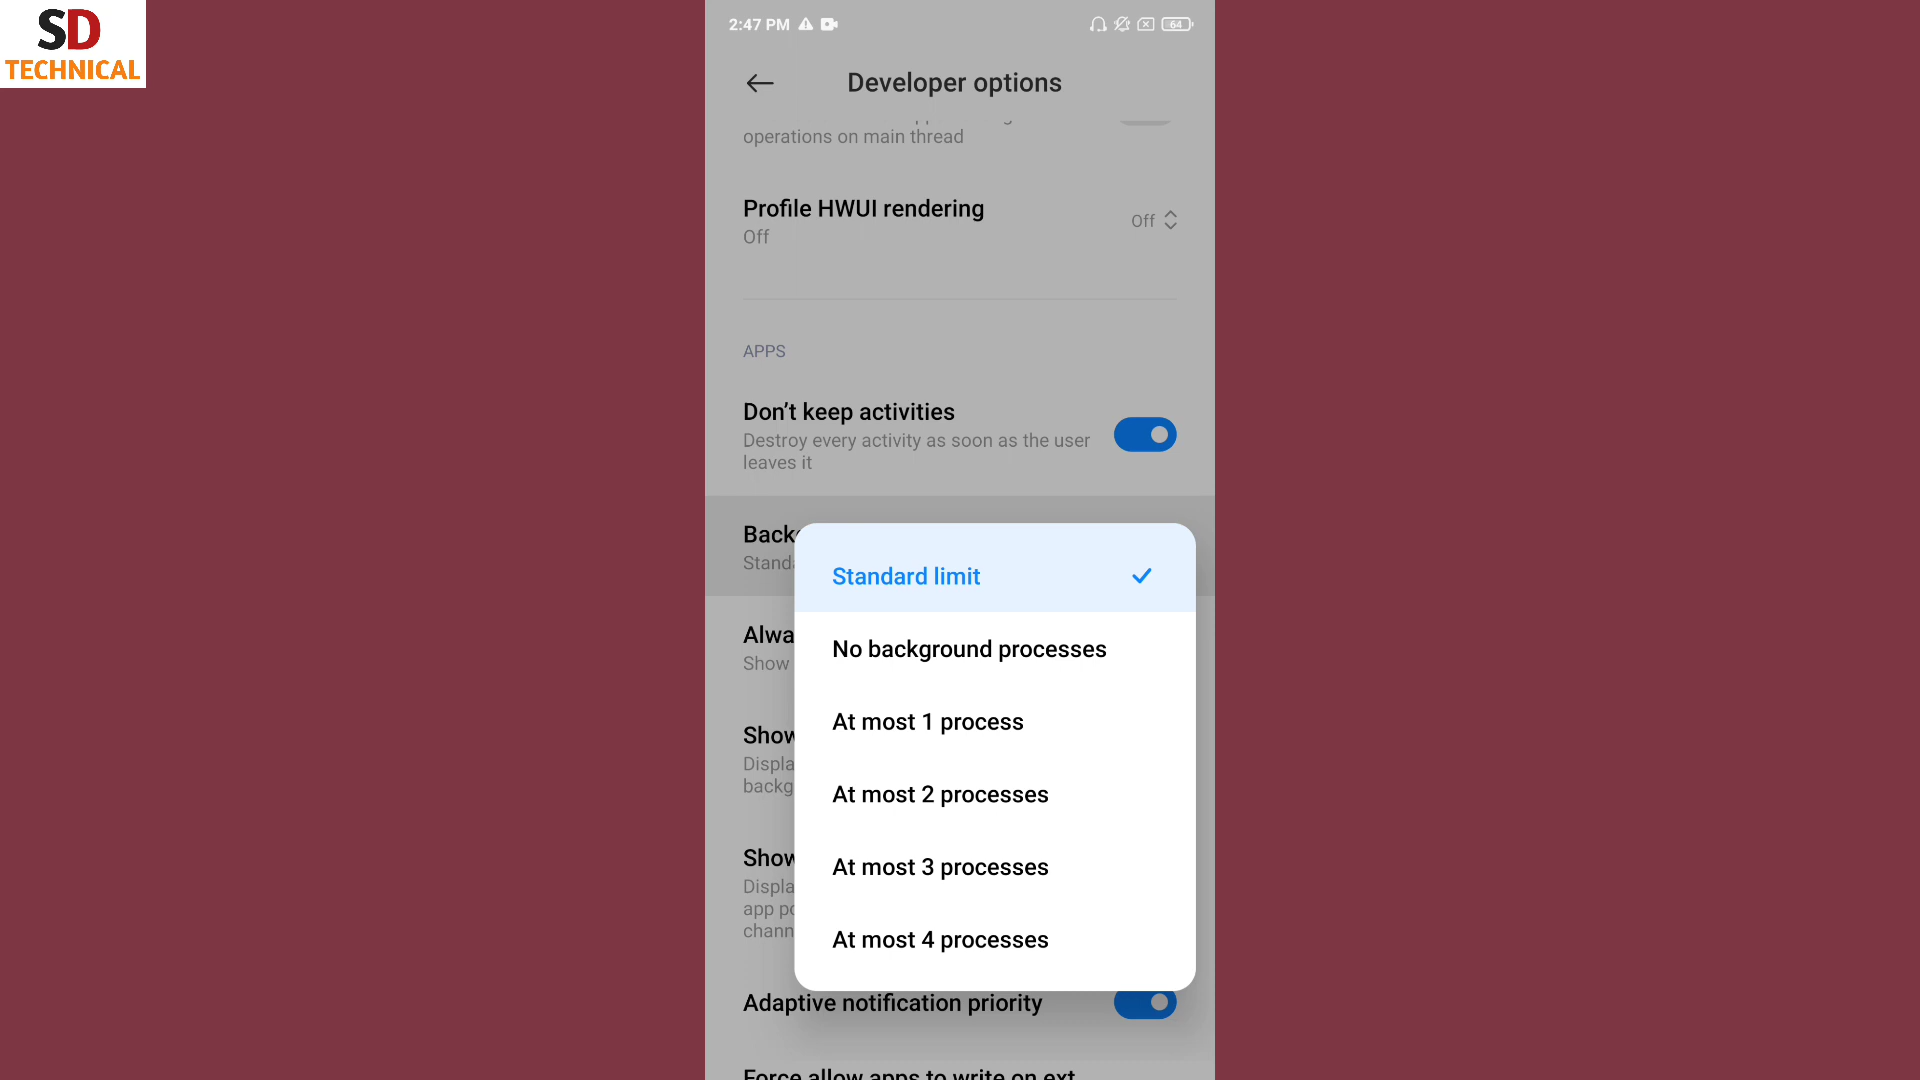 SD
TECHNICAL
2:47 PM
64
Developer options
operations on main thread
Profile HWUI rendering
Off
Off
APPS
Don't keep activities
Destroy every activity as soon as the user
leaves it
Back
Stand
Standard limit
Alwa
Show
No background processes
At most 1 process
Show
Displa
backg
At most 2 processes
Show
Displa
app po
chann
At most 3 processes
At most 4 processes
Adaptive notification priority
Force allow apps to write on ext